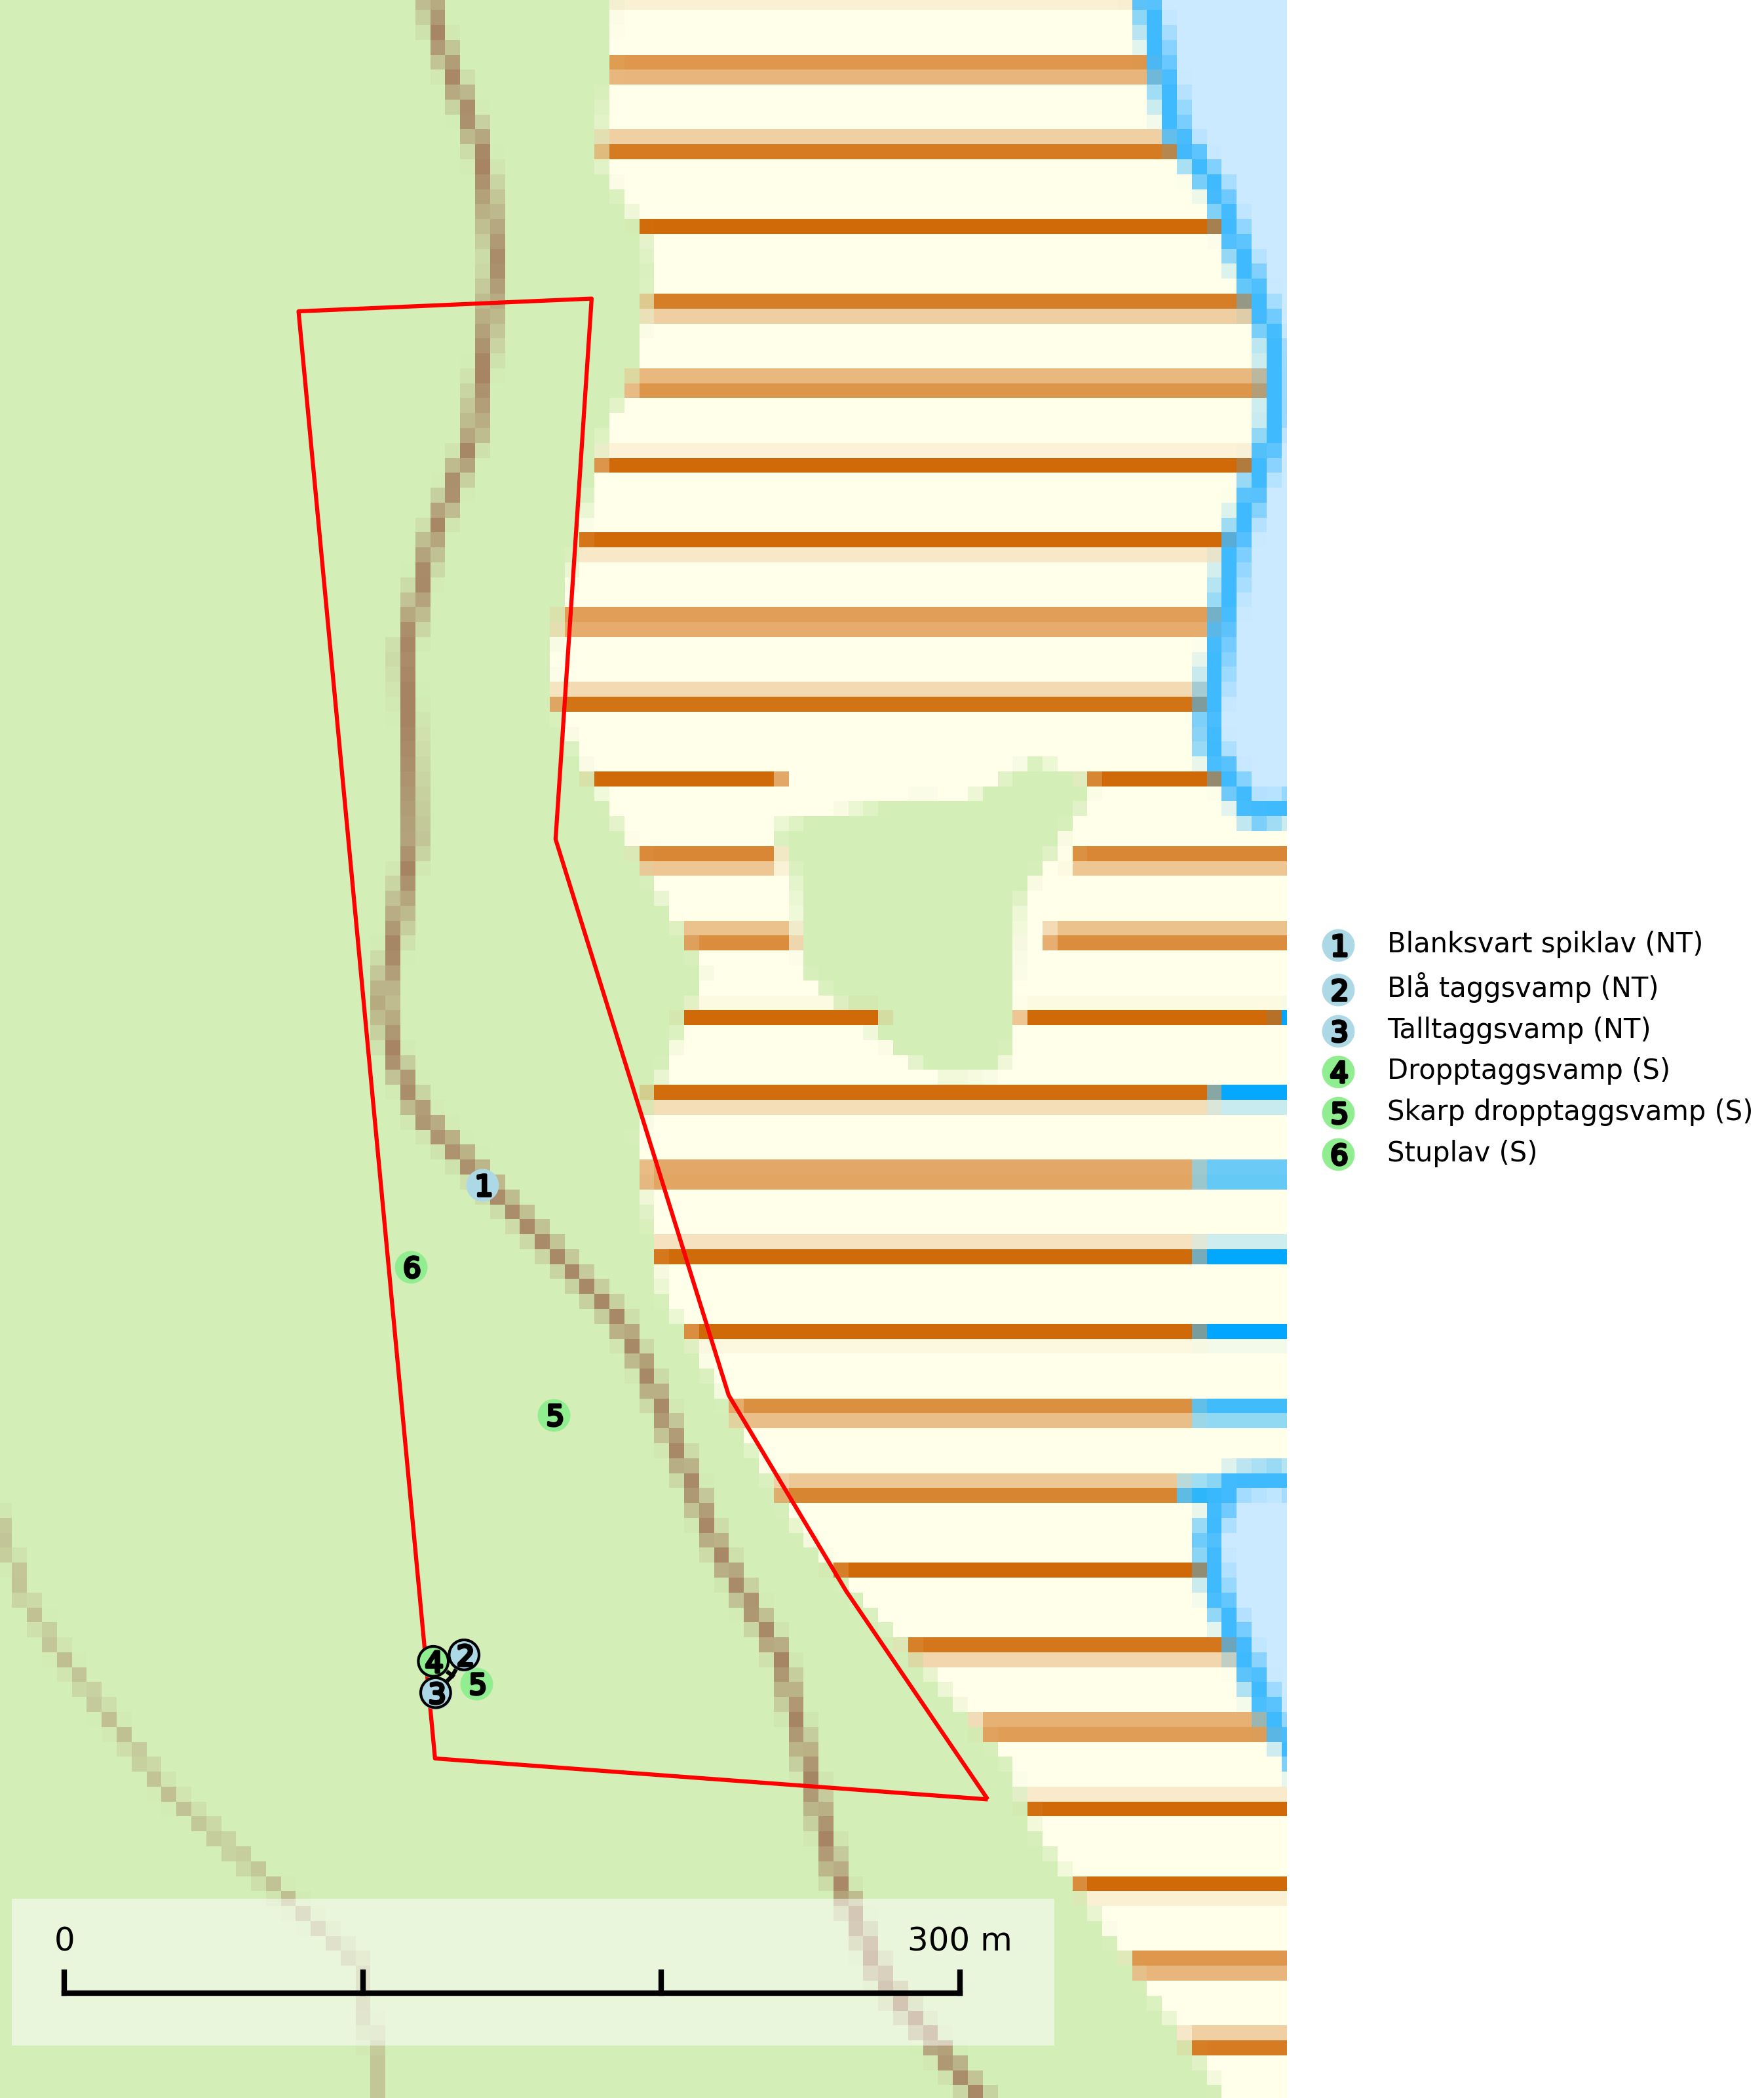 1 Blanksvart spiklav (NT)
2 Blå taggsvamp (NT)
3 Talltaggsvamp (NT)
4 Dropptaggsvamp (S)
5 Skarp dropptaggsvamp (S)
6 Stuplav (S)
1
6
5
4 2
3 5
0 300 m